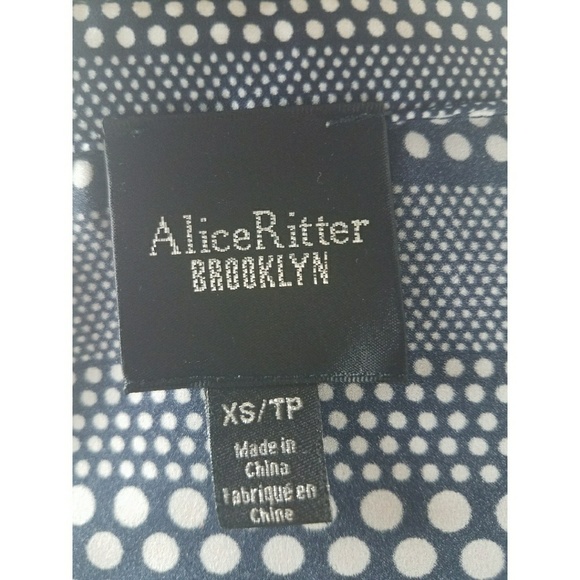 AliceRitter
BROOKLYN
XS/TP
Made in
China
Fabriqué en
Chine